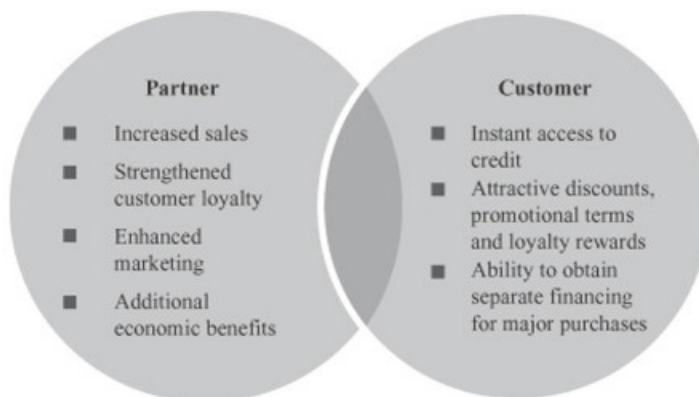 Partner
■ Increased sales
■ Strengthened
customer loyalty
■ Enhanced
marketing
■ Additional
economic benefits
Customer
■ Instant access to
credit
■ Attractive discounts,
promotional terms
and loyalty rewards
■ Ability to obtain
separate financing
for major purchases